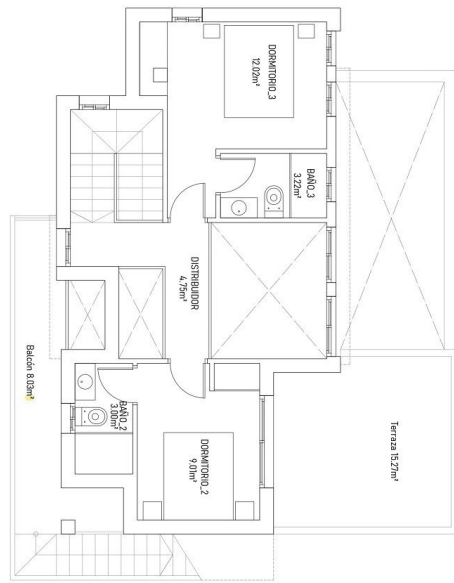 DORMITORIO_3
12.02m²
BAÑO_3
3.22m²
DISTRIBUIDOR
4.75m²
Balcón 8.03m²
BAÑO_2
3.00m²
DORMITORIO_2
9.01m²
Terraza 15.27m²